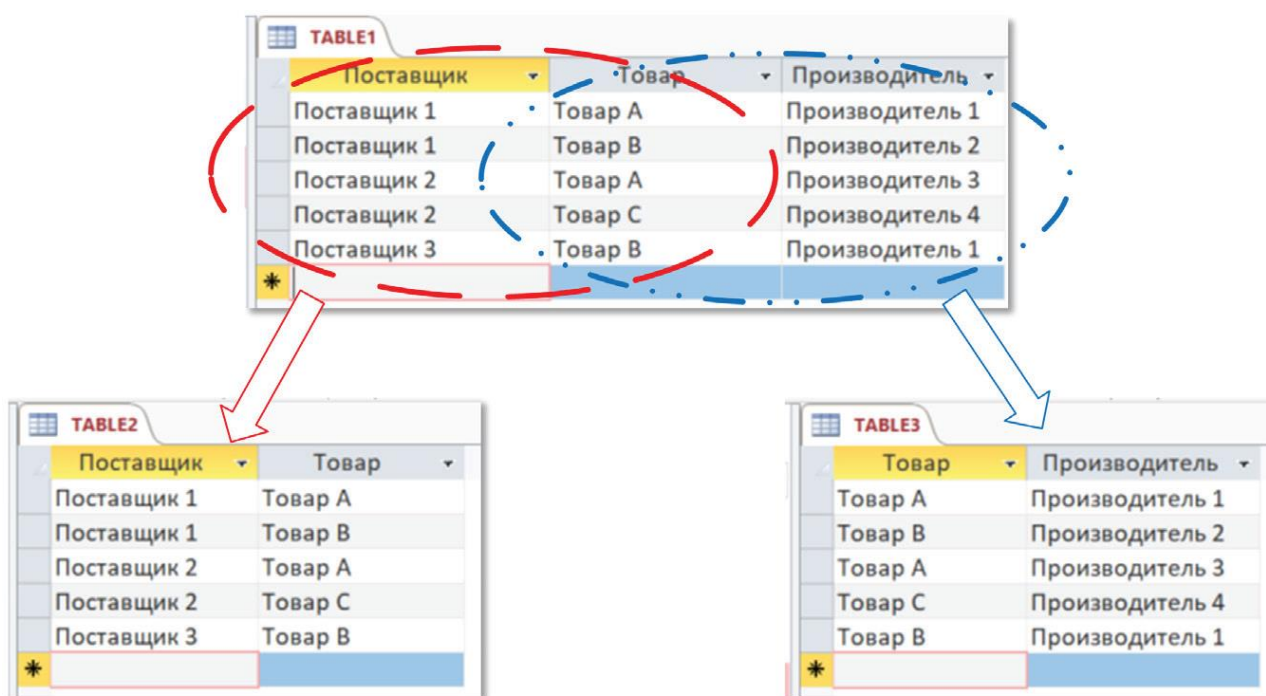 TABLE1
Поставщик Товар Производитель
Поставщик 1 Товар A Производитель 1
Поставщик 1 Товар B Производитель 2
Поставщик 2 Товар A Производитель 3
Поставщик 2 Товар C Производитель 4
Поставщик 3 Товар B Производитель 1
TABLE2
Поставщик Товар
Поставщик 1 Товар A
Поставщик 1 Товар B
Поставщик 2 Товар A
Поставщик 2 Товар C
Поставщик 3 Товар B
TABLE3
Товар Производитель
Товар A Производитель 1
Товар B Производитель 2
Товар A Производитель 3
Товар C Производитель 4
Товар B Производитель 1